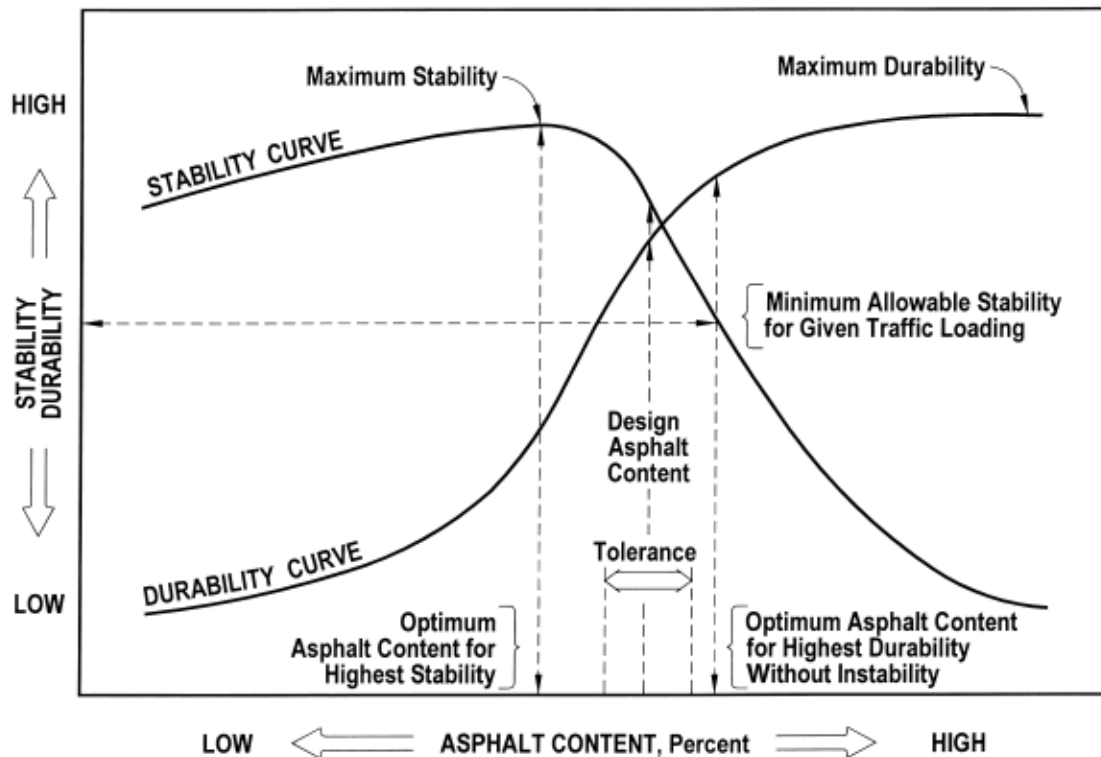 Maximum Stability
Maximum Durability
HIGH
STABILITY CURVE
STABILITY
DURABILITY
Minimum Allowable Stability
for Given Traffic Loading
Design
Asphalt
Content
Tolerance
DURABILITY CURVE
LOW
Optimum
Asphalt Content for
Highest Stability
Optimum Asphalt Content
for Highest Durability
Without Instability
LOW
ASPHALT CONTENT, Percent
HIGH